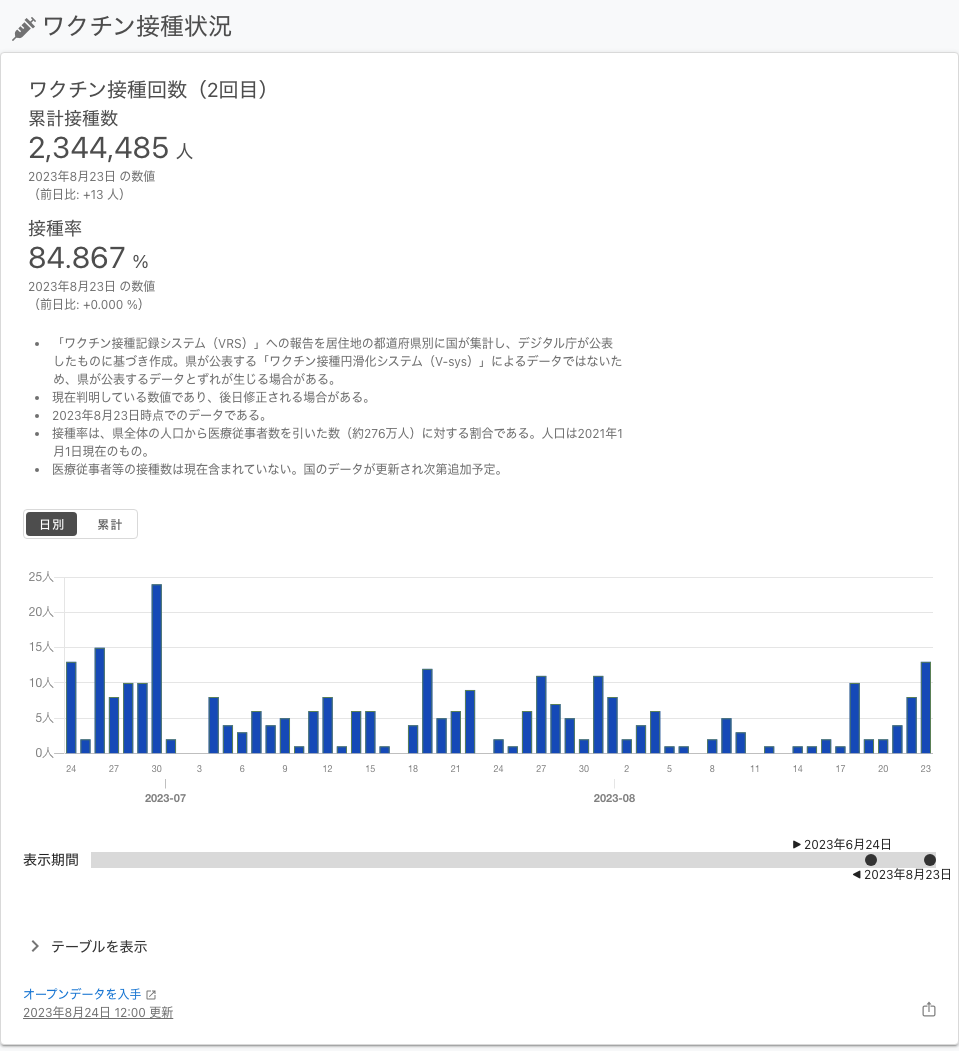 ワクチン接種状況
ワクチン接種回数（2回目）
累計接種数
2,344,485 人
2023年8月23日 の数値
（前日比: +13 人）
接種率
84.867 %
2023年8月23日 の数値
（前日比: +0.000 %）
• 「ワクチン接種記録システム（VRS）」への報告を居住地の都道府県別に国が集計し、デジタル庁が公表
したものに基づき作成。県が公表する「ワクチン接種円滑化システム（V-sys）」によるデータではないた
め、県が公表するデータとずれが生じる場合がある。
• 現在判明している数値であり、後日修正される場合がある。
• 2023年8月23日時点でのデータである。
• 接種率は、県全体の人口から医療従事者数を引いた数（約276万人）に対する割合である。人口は2021年1
月1日現在のもの。
• 医療従事者等の接種数は現在含まれていない。国のデータが更新され次第追加予定。
日別 累計
25人
20人
15人
10人
5人
0人
24 27 30 3 6 9 12 15 18 21 24 27 30 2 5 8 11 14 17 20 23
2023-07 2023-08
▶ 2023年6月24日
表示期間
◀ 2023年8月23日
テーブルを表示
オープンデータを入手
2023年8月24日 12:00 更新